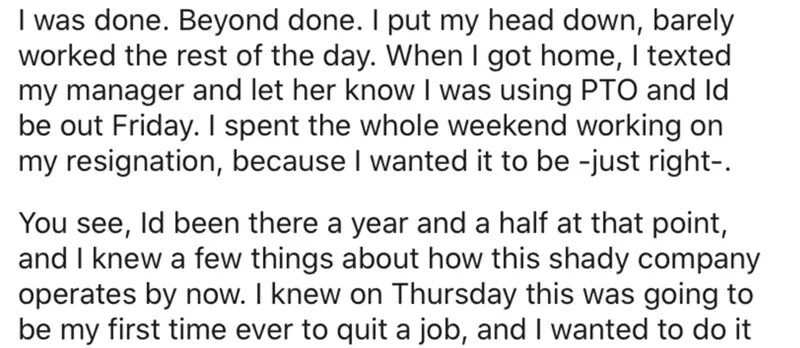 I was done. Beyond done. I put my head down, barely
worked the rest of the day. When I got home, I texted
my manager and let her know I was using PTO and Id
be out Friday. I spent the whole weekend working on
my resignation, because I wanted it to be -just right-.
You see, Id been there a year and a half at that point,
and I knew a few things about how this shady company
operates by now. I knew on Thursday this was going to
be my first time ever to quit a job, and I wanted to do it